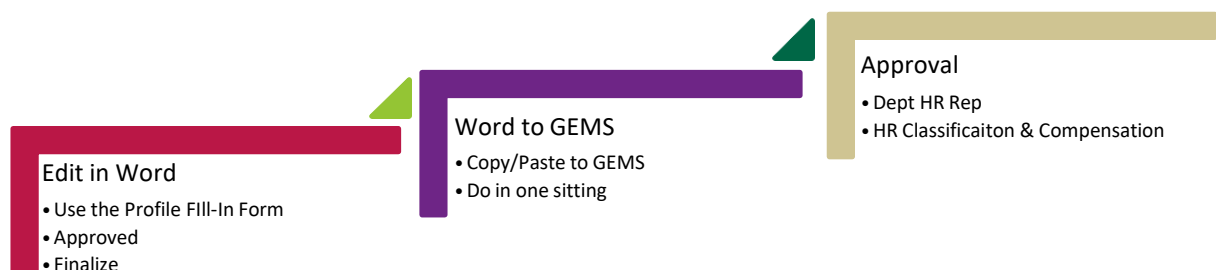 Edit in Word
• Use the Profile FIll-In Form
• Approved
• Finalize
Word to GEMS
• Copy/Paste to GEMS
• Do in one sitting
Approval
• Dept HR Rep
• HR Classificaiton & Compensation